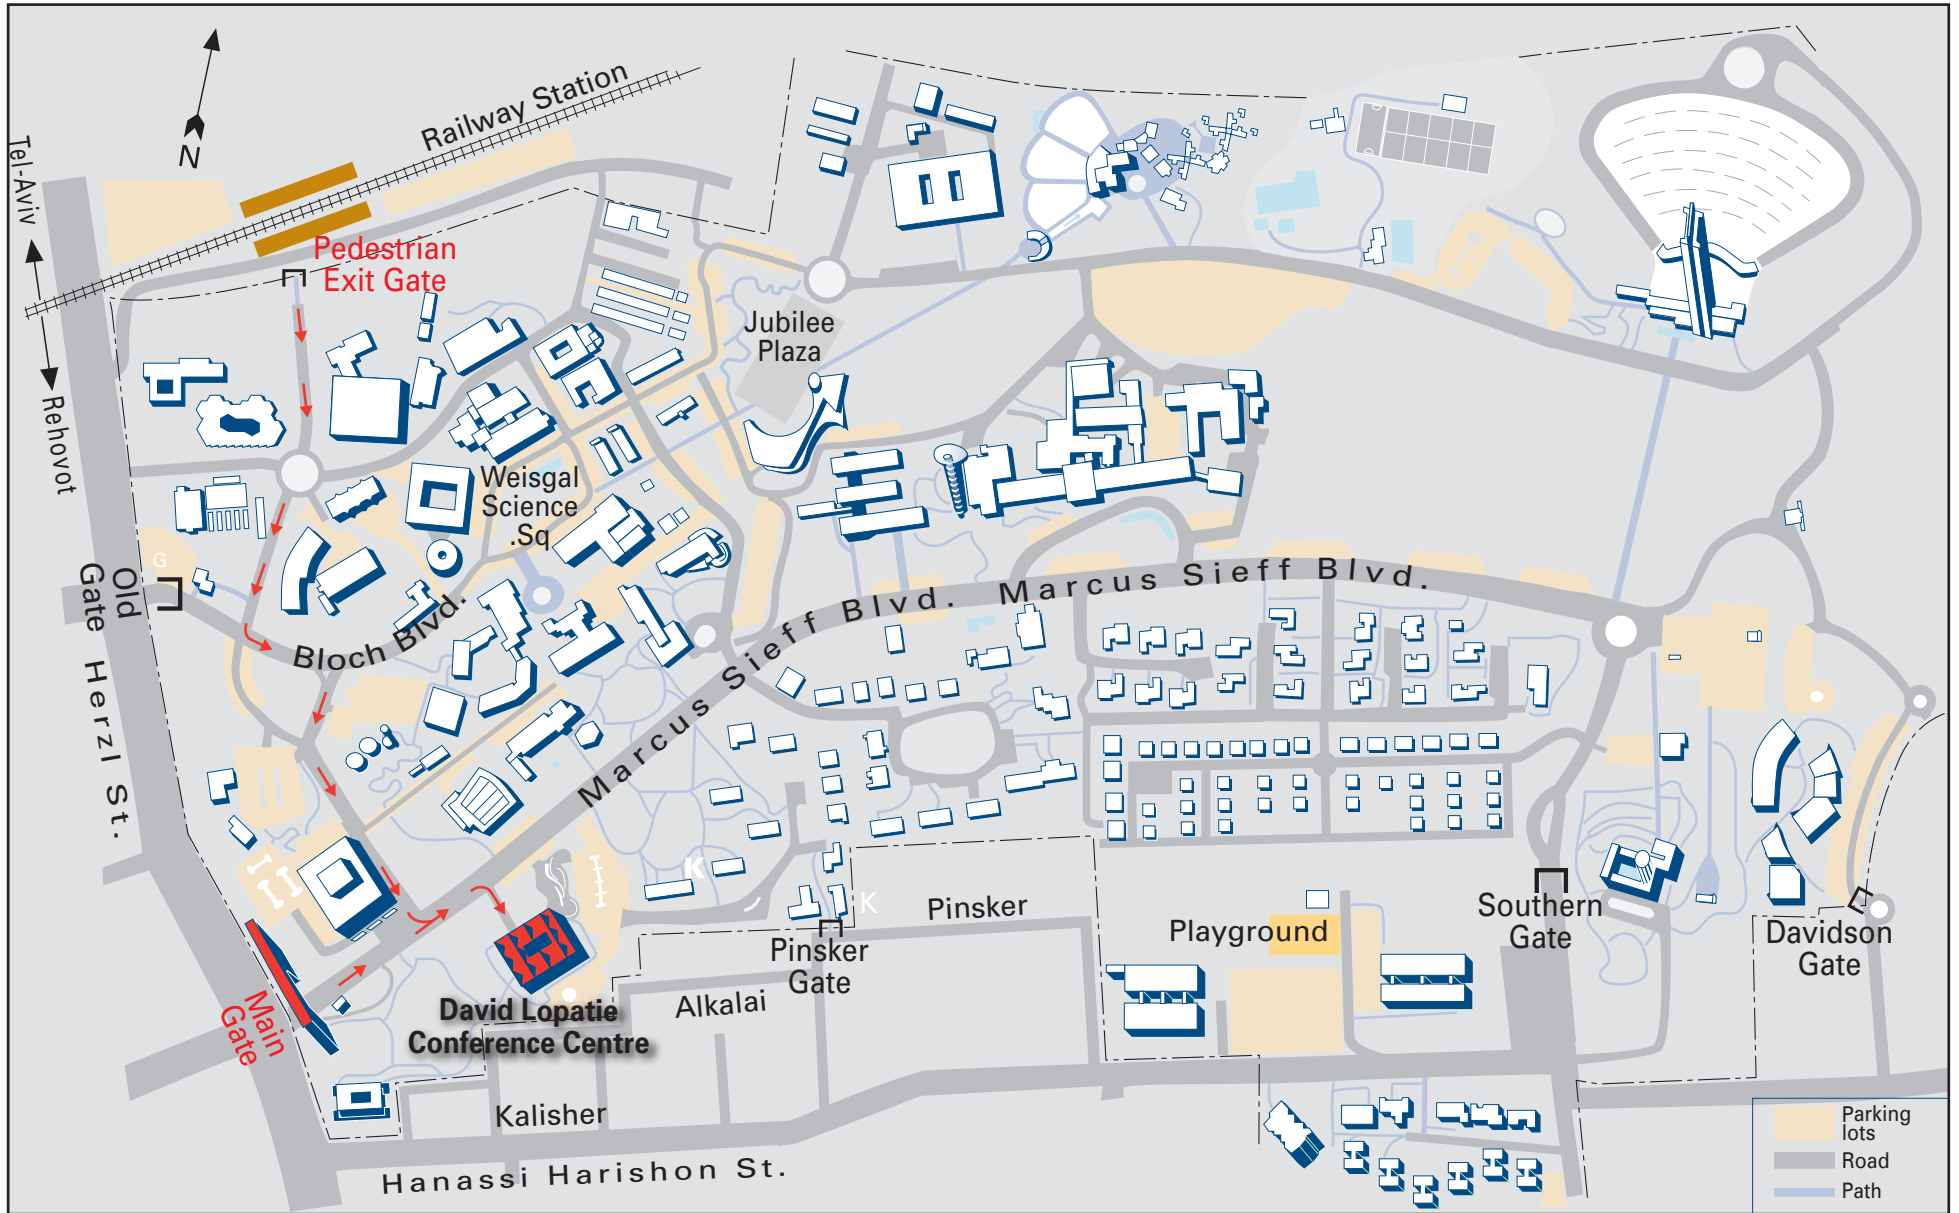 N
Railway Station
Tel-Aviv
Rehovot
Pedestrian
Exit Gate
Jubilee
Plaza
Weisgal
Science
.Sq
G
Old
Gate
Herzl St.
Bloch Blvd.
Marcus Sieff Blvd.
Marcus Sieff Blvd.
K
K
Pinsker
Pinsker
Gate
Playground
Southern
Gate
Davidson
Gate
Main
Gate
David Lopatie
Conference Centre
Alkalai
Kalisher
Hanassi Harishon St.
Parking
lots
Road
Path